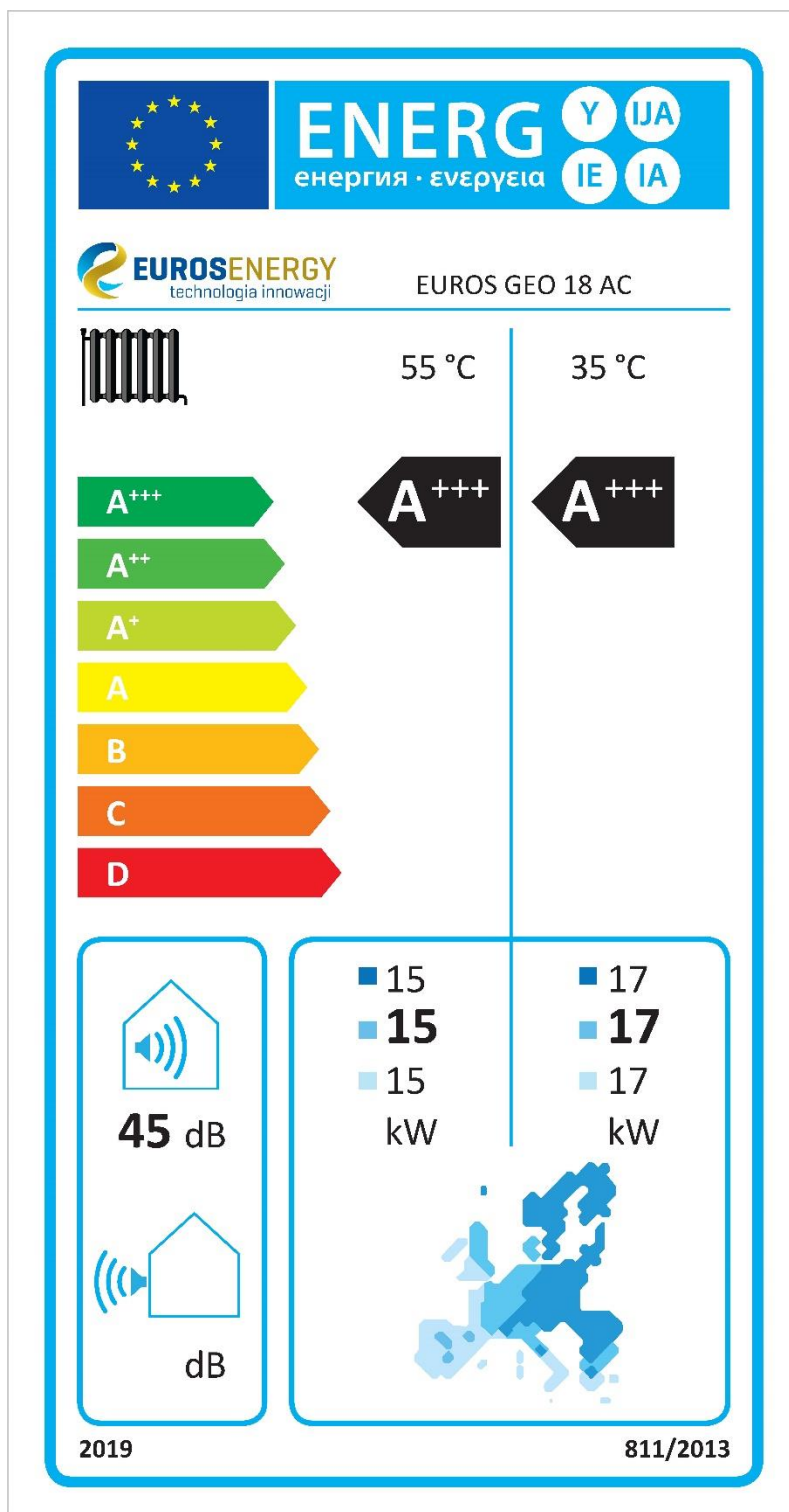 ENERG Y IJA
енергия · ενεργεια IE IA
EUROSENERGY
technologia innowacji
EUROS GEO 18 AC
55 °C 35 °C
A+++ A+++
A+++
A++
A+
A
B
C
D
15 17
15 17
15 17
kW kW
45 dB
dB
2019 811/2013